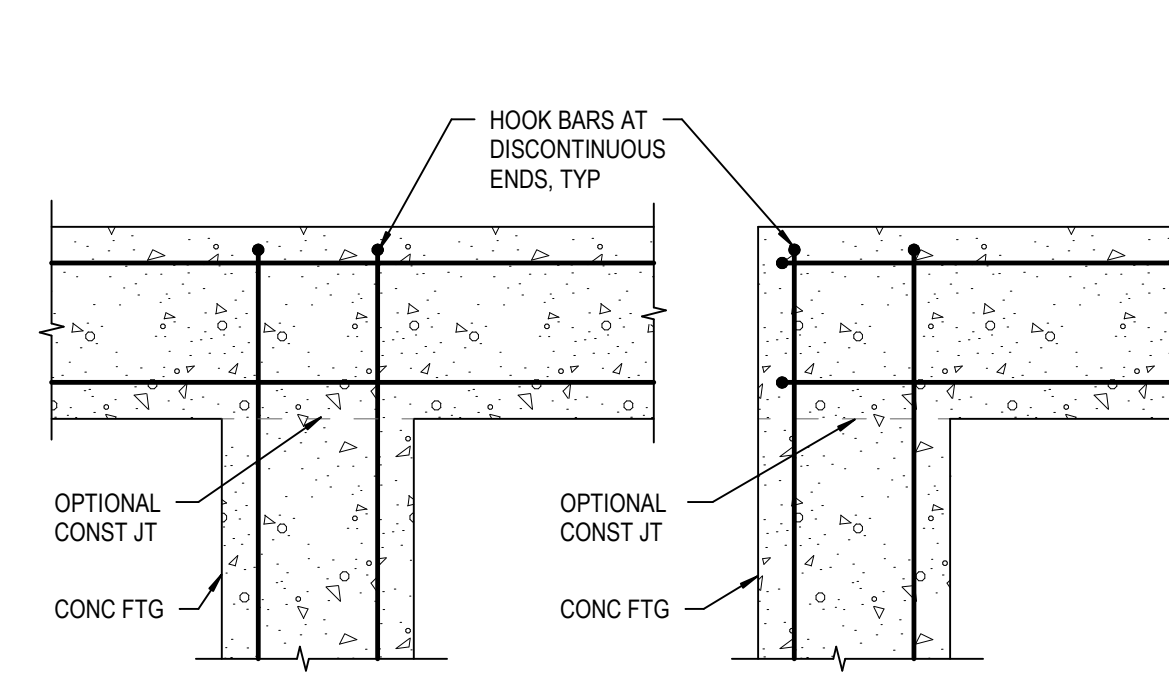 HOOK BARS AT
DISCONTINUOUS
ENDS, TYP
OPTIONAL
CONST JT
CONC FTG
OPTIONAL
CONST JT
CONC FTG